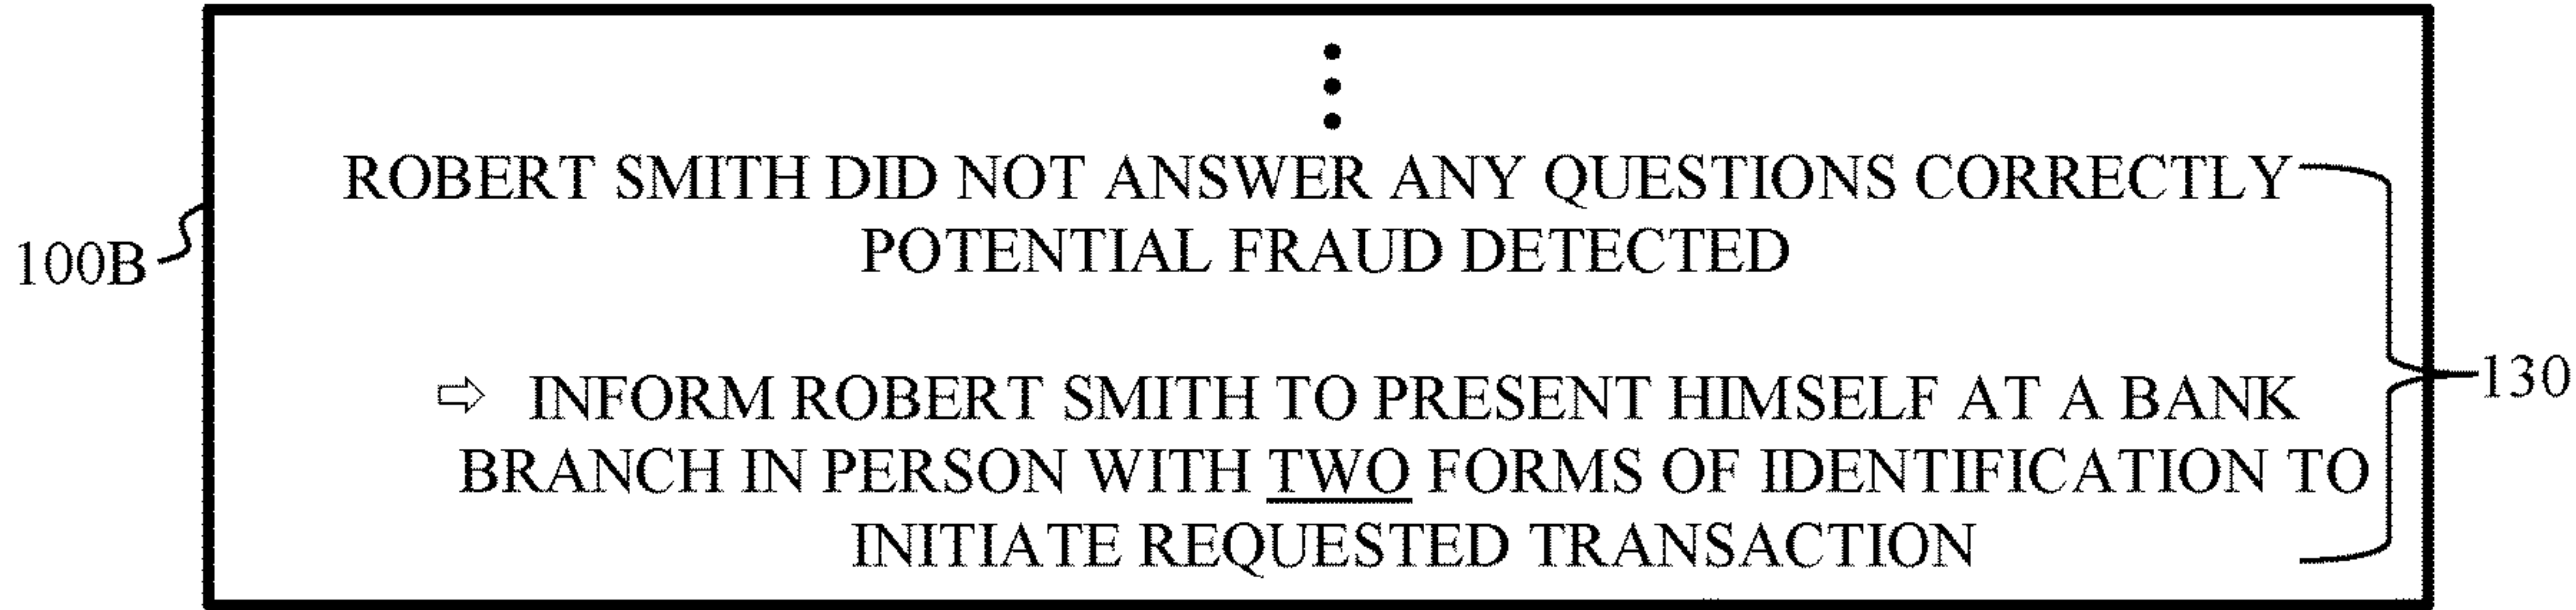 ROBERT SMITH DID NOT ANSWER ANY QUESTIONS CORRECTLY
POTENTIAL FRAUD DETECTED
100B
⇨ INFORM ROBERT SMITH TO PRESENT HIMSELF AT A BANK
130
BRANCH IN PERSON WITH TWO FORMS OF IDENTIFICATION TO
INITIATE REQUESTED TRANSACTION